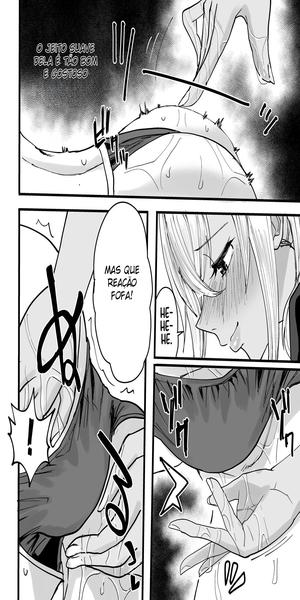 O JEITO SUAVE
DELA É TÃO BOM
E GOSTOSO
HE-
HE-
HE.
MAS QUE
REAÇÃO
FOFA!
!